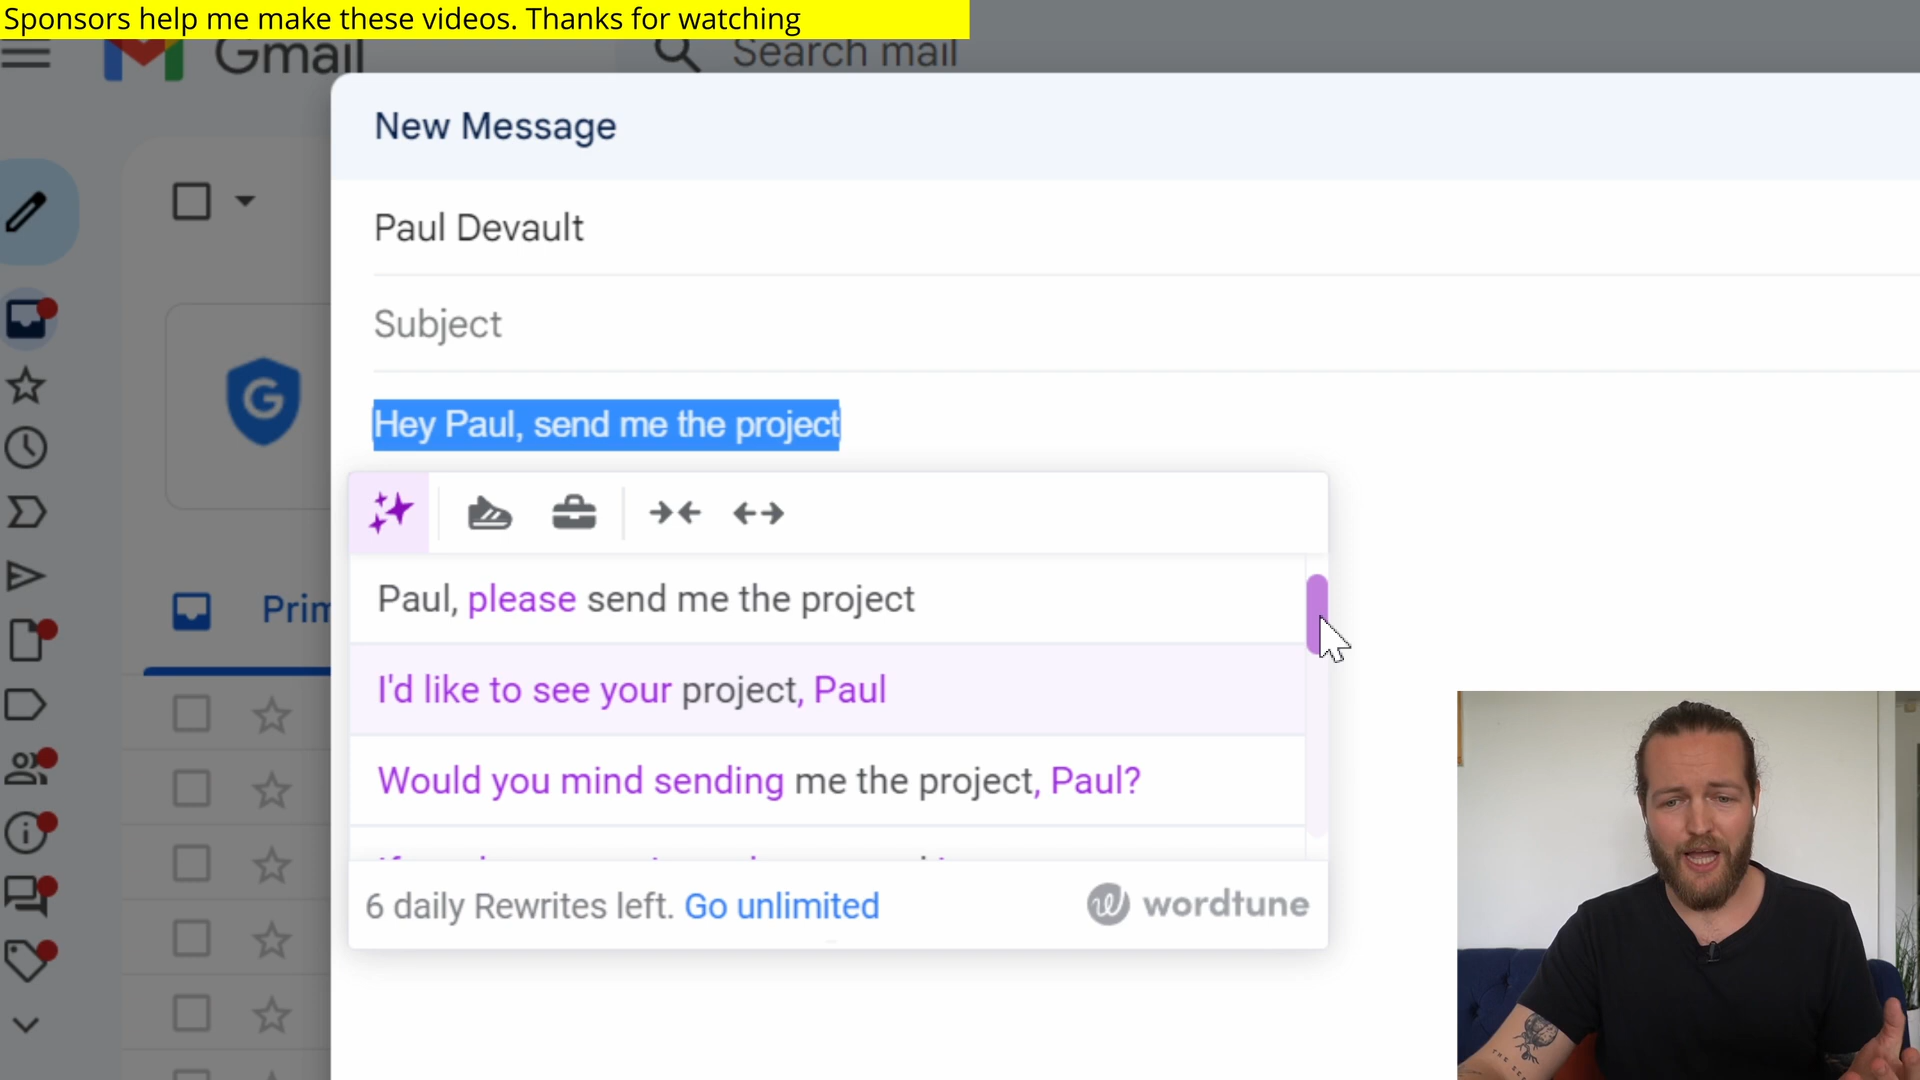 Sponsors help me make these videos. Thanks for watching
Gmail
Search mail
New Message
Paul Devault
Subject
Hey Paul, send me the project
Paul, please send me the project
I'd like to see your project, Paul
Would you mind sending me the project, Paul?
6 daily Rewrites left. Go unlimited
wordtune
Prim